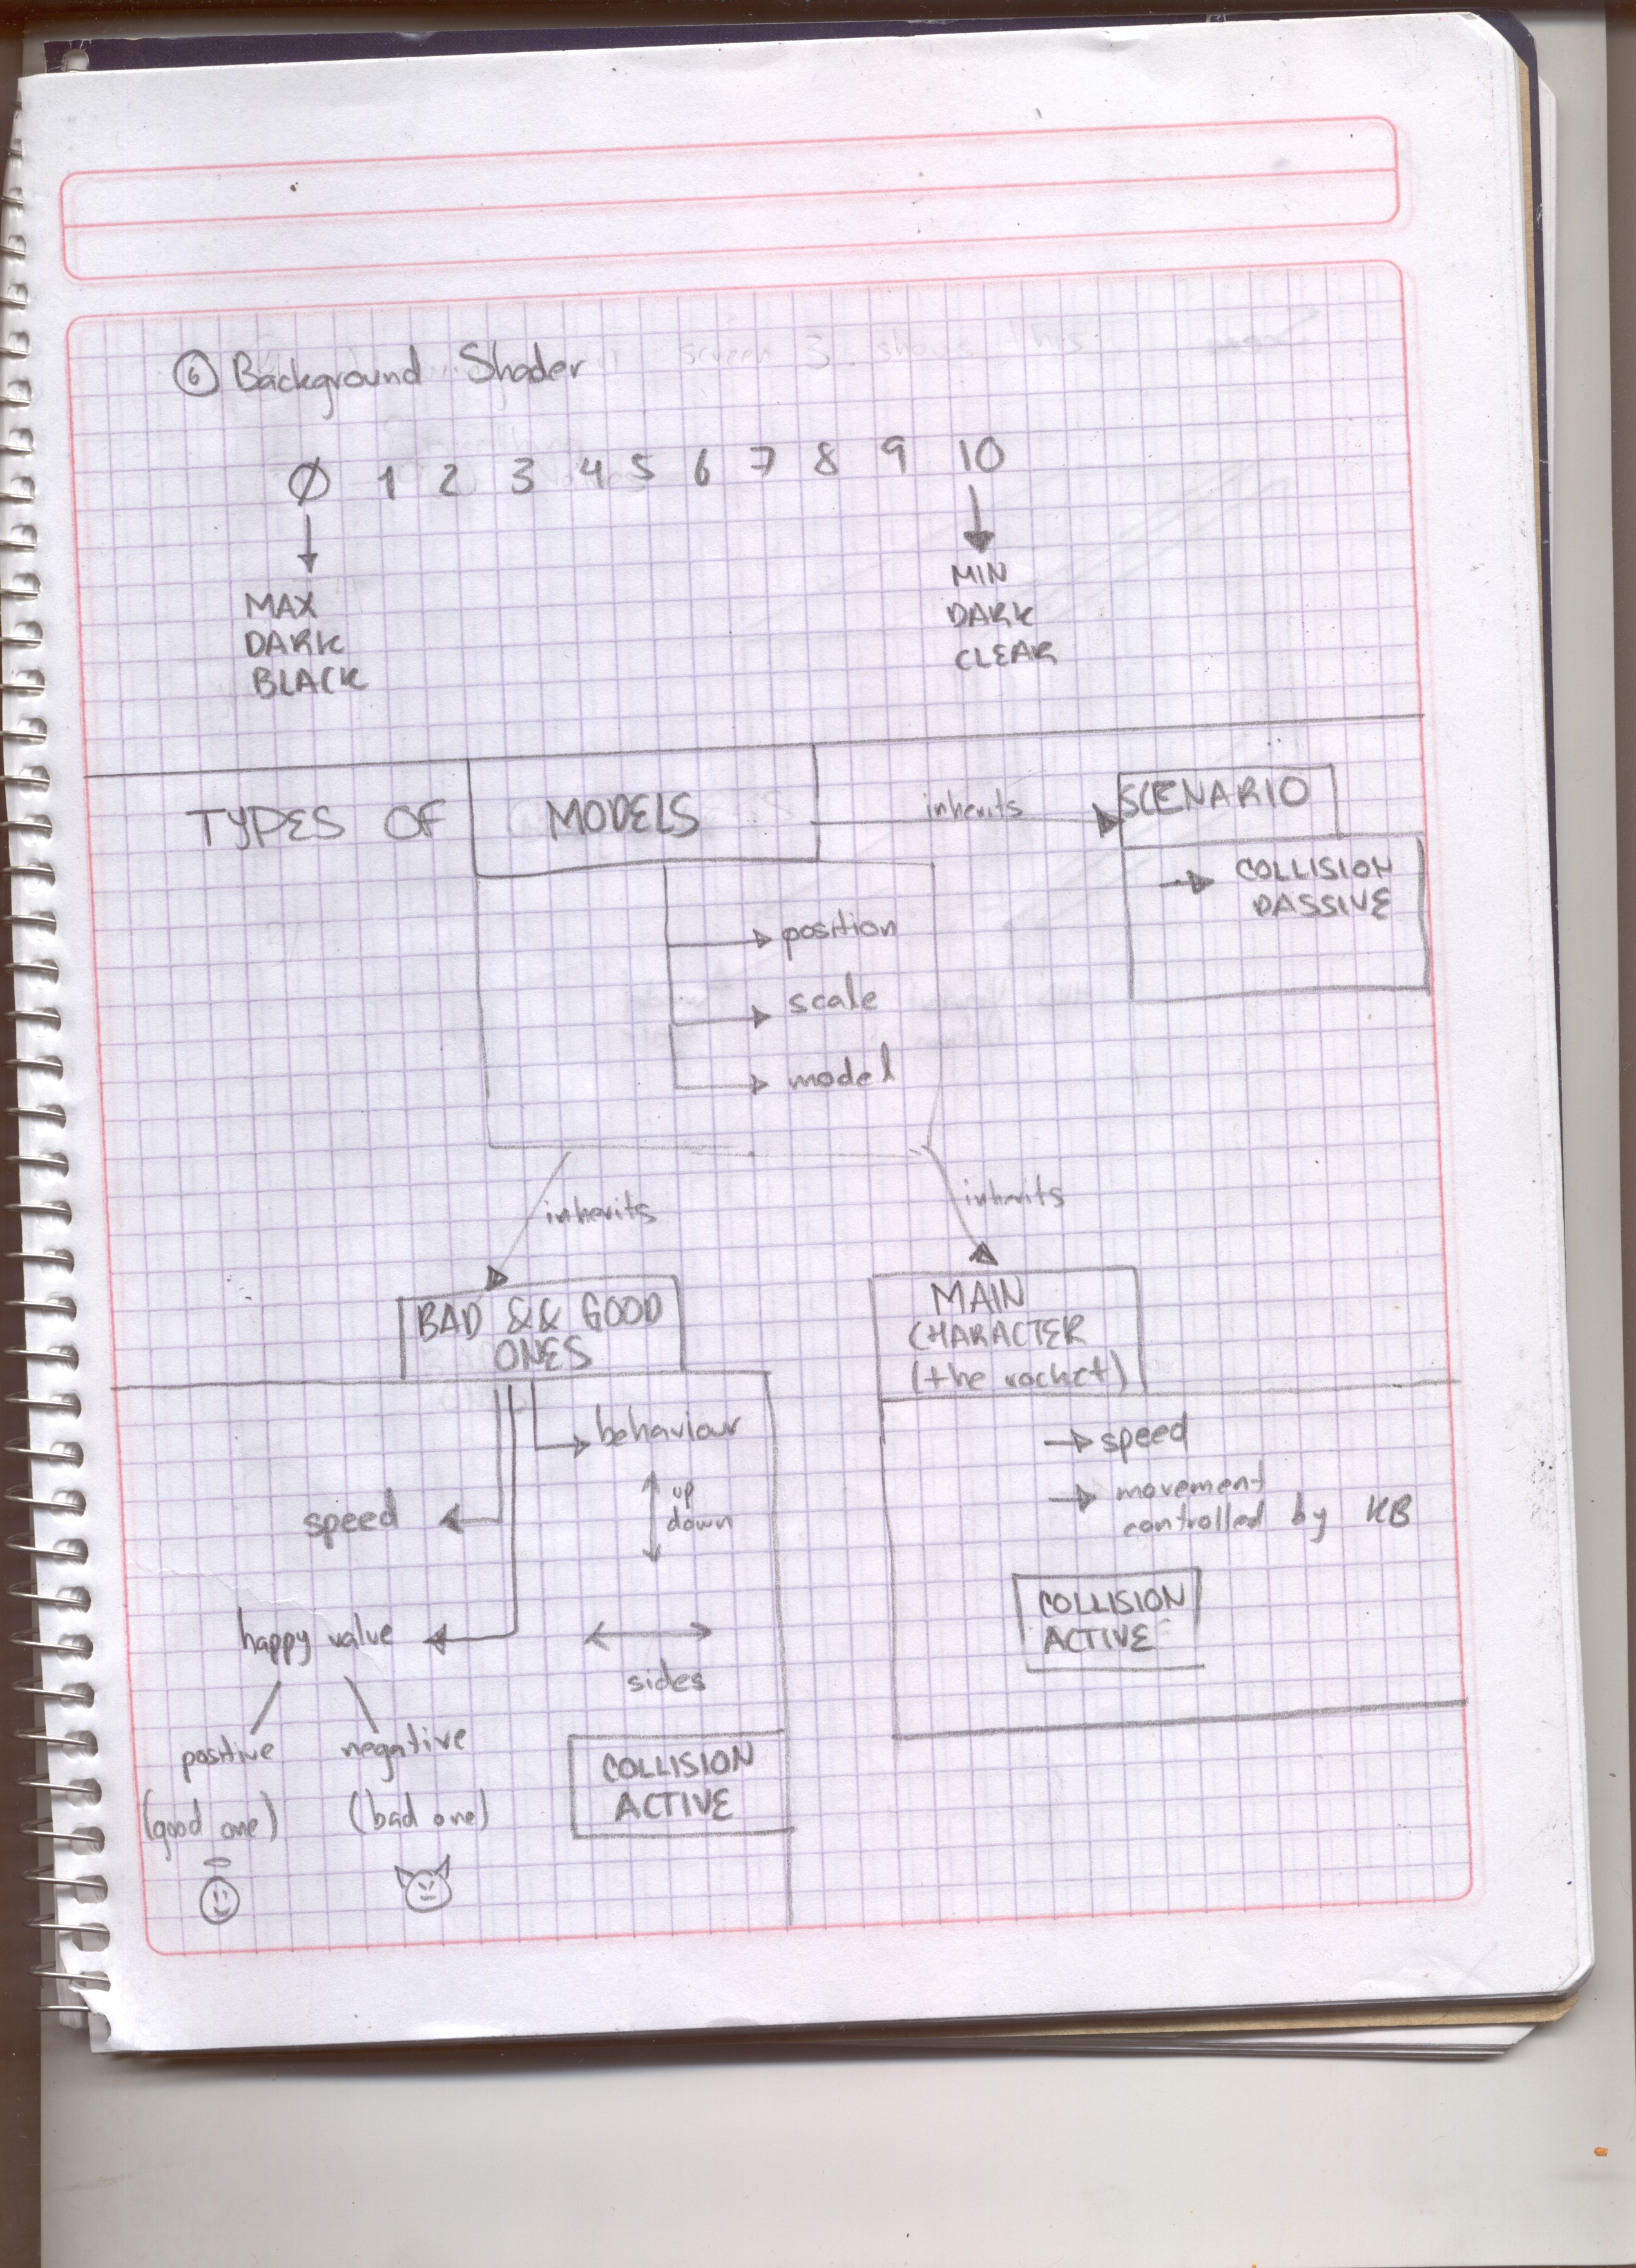 6 Background Shader
Ø 1 2 3 4 5 6 7 8 9 10
MAX
DARK
BLACK
MIN
DARK
CLEAR
TYPES OF MODELS
inherits
SCENARIO
COLLISION
PASSIVE
position
scale
model
inherits
inherits
BAD && GOOD
ONES
behaviour
up
down
speed
happy value
sides
positive
negative
(good one)
(bad one)
COLLISION
ACTIVE
MAIN
CHARACTER
(the rocket)
speed
movement
controlled by KB
COLLISION
ACTIVE